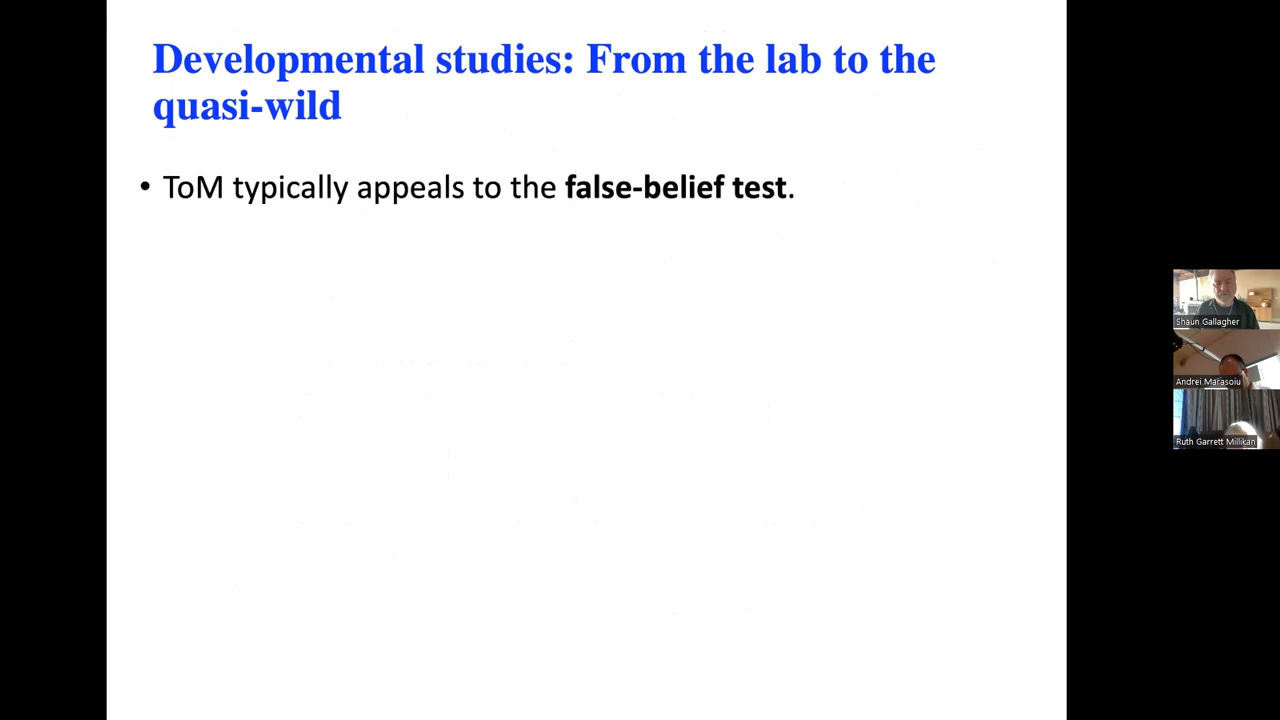 Developmental studies: From the lab to the
quasi-wild
• ToM typically appeals to the false-belief test.
Shaun Gallagher
Andrei Marasoiu
Ruth Garrett Millikan